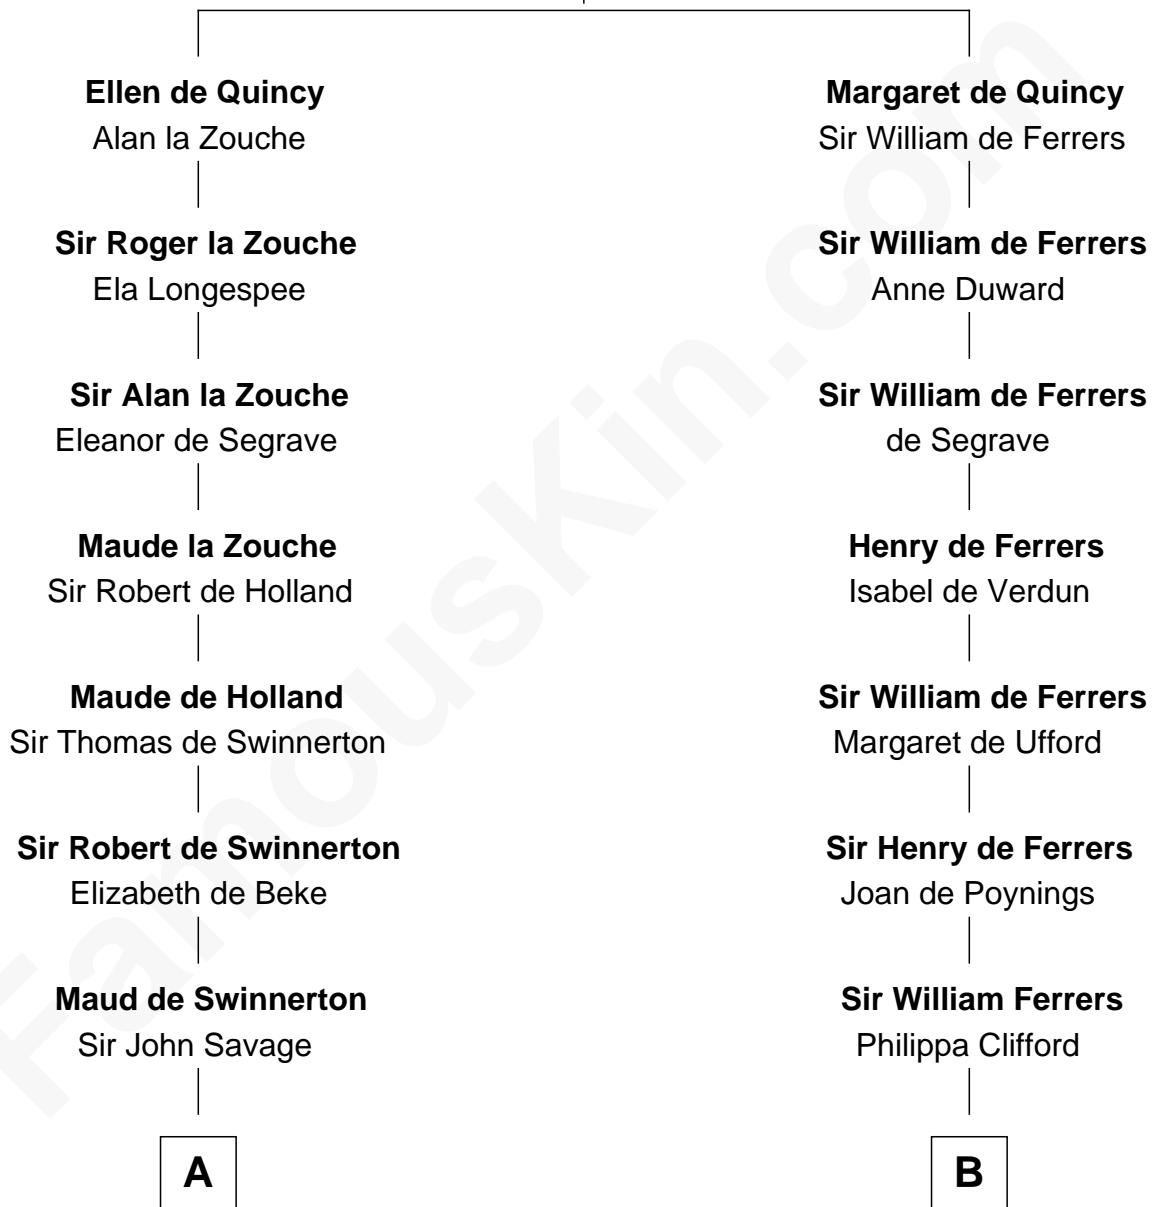 Ellen de Quincy
Alan la Zouche
Margaret de Quincy
Sir William de Ferrers
Sir Roger la Zouche
Ela Longespee
Sir William de Ferrers
Anne Duward
Sir Alan la Zouche
Eleanor de Segrave
Sir William de Ferrers
de Segrave
Maude la Zouche
Sir Robert de Holland
Henry de Ferrers
Isabel de Verdun
Maude de Holland
Sir Thomas de Swinnerton
Sir William de Ferrers
Margaret de Ufford
Sir Robert de Swinnerton
Elizabeth de Beke
Sir Henry de Ferrers
Joan de Poynings
Maud de Swinnerton
Sir John Savage
Sir William Ferrers
Philippa Clifford
A
B
FamousKin.com